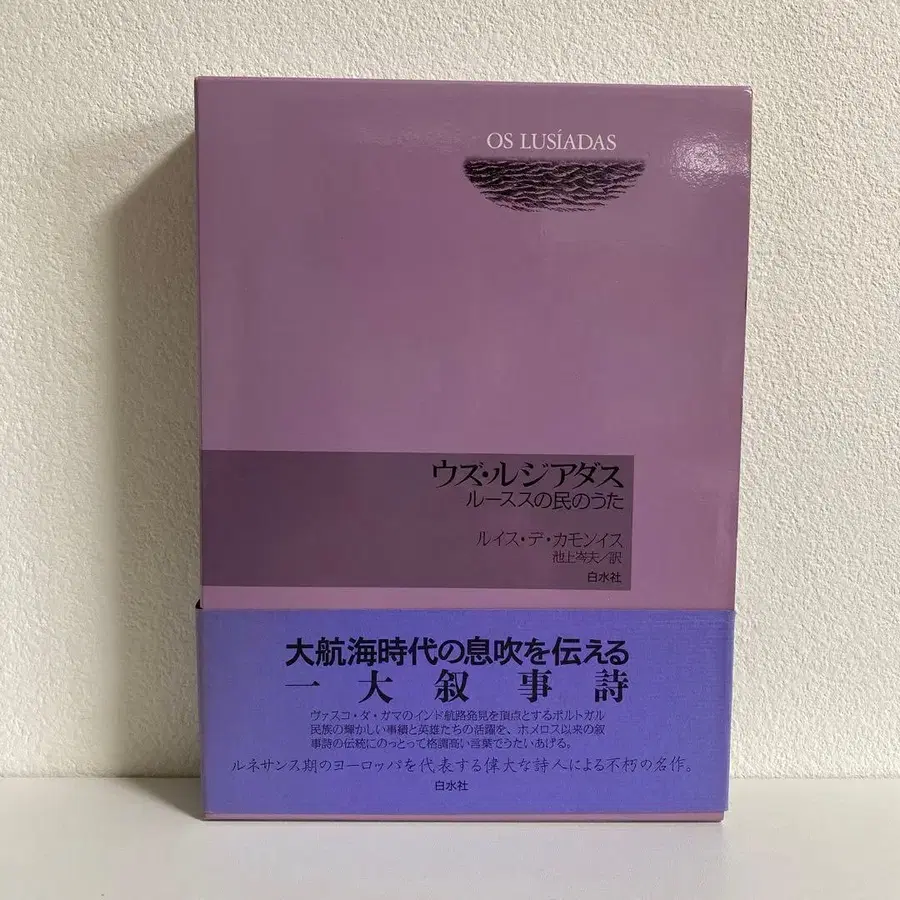 OS LUSÍADAS
ウズ・ルジアダス
ルーススの民のうた
ルイス・デ・カモンイス
池上岑夫/訳
白水社
大航海時代の息吹を伝える
一大叙事詩
ヴァスコ・ダ・ガマのインド航路発見を頂点とするポルトガル
民族の輝かしい事績と英雄たちの活躍を、ホメロス以来の叙
事詩の伝統にのっとって格調高い言葉でうたいあげる。
ルネサンス期のヨーロッパを代表する偉大な詩人による不朽の名作。
白水社